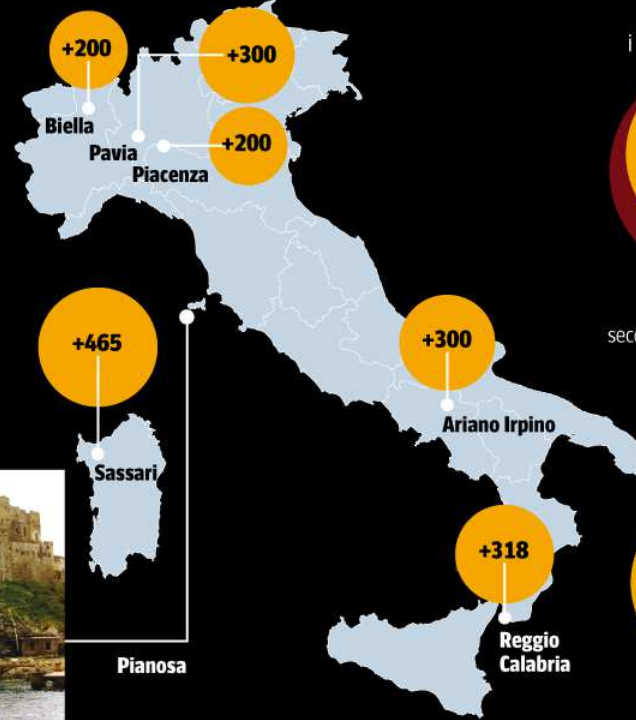 +200
i
+300
Biella
Pavia
+200
Piacenza
+465
+300
Ariano Irpino
Sassari
+318
Reggio
Calabria
Pianosa